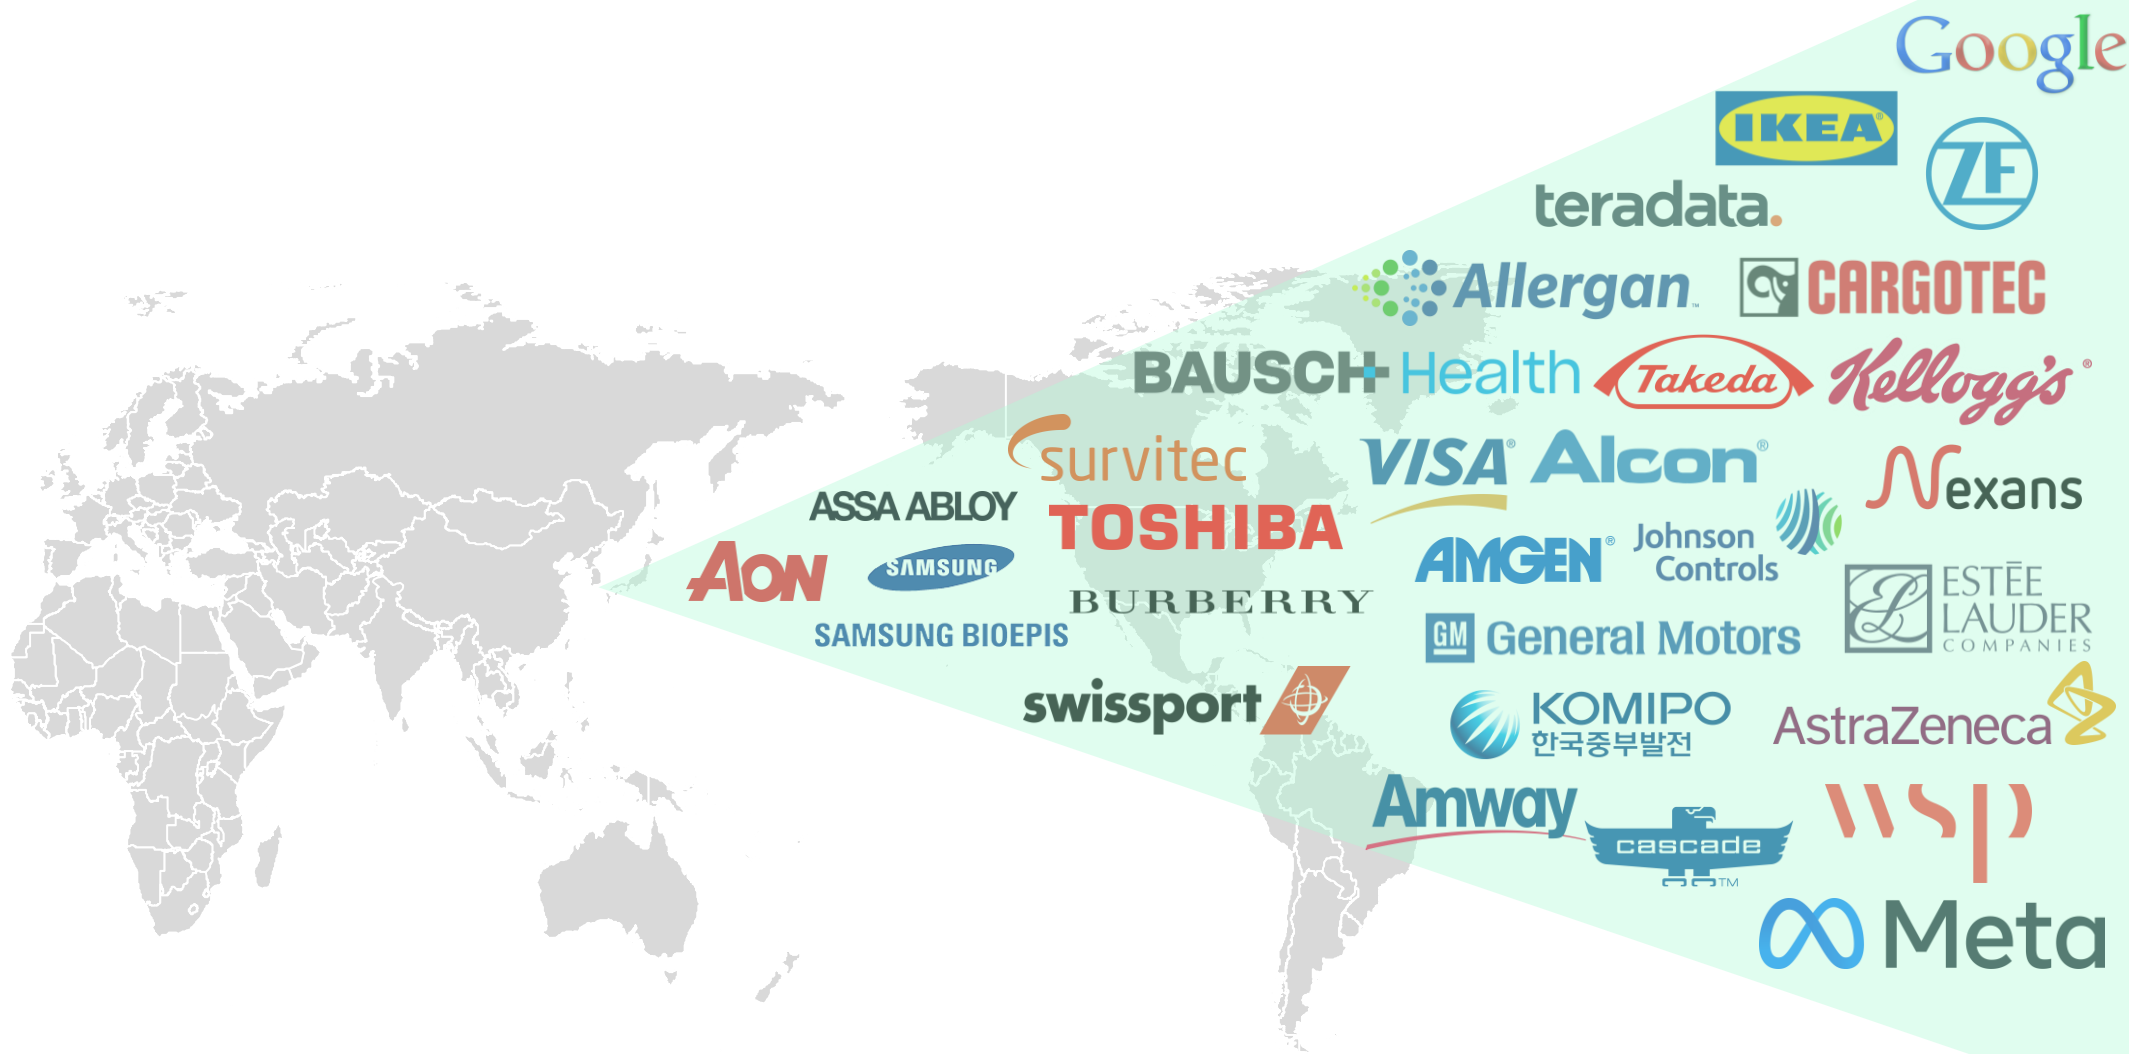 Google
IKEA®
ZF
teradata.
Allergan™
CARGOTEC
BAUSCH+Health
Takeda
Kellogg's®
survitec
VISA®
Alcon®
Nexans
ASSA ABLOY
TOSHIBA
AMGEN®
Johnson
Controls
AON
SAMSUNG
BURBERRY
ESTĒE
LAUDER
COMPANIES
SAMSUNG BIOEPIS
GM General Motors
swissport
KOMIPO
한국중부발전
AstraZeneca
Amway
cascade
TM
wsp
Meta